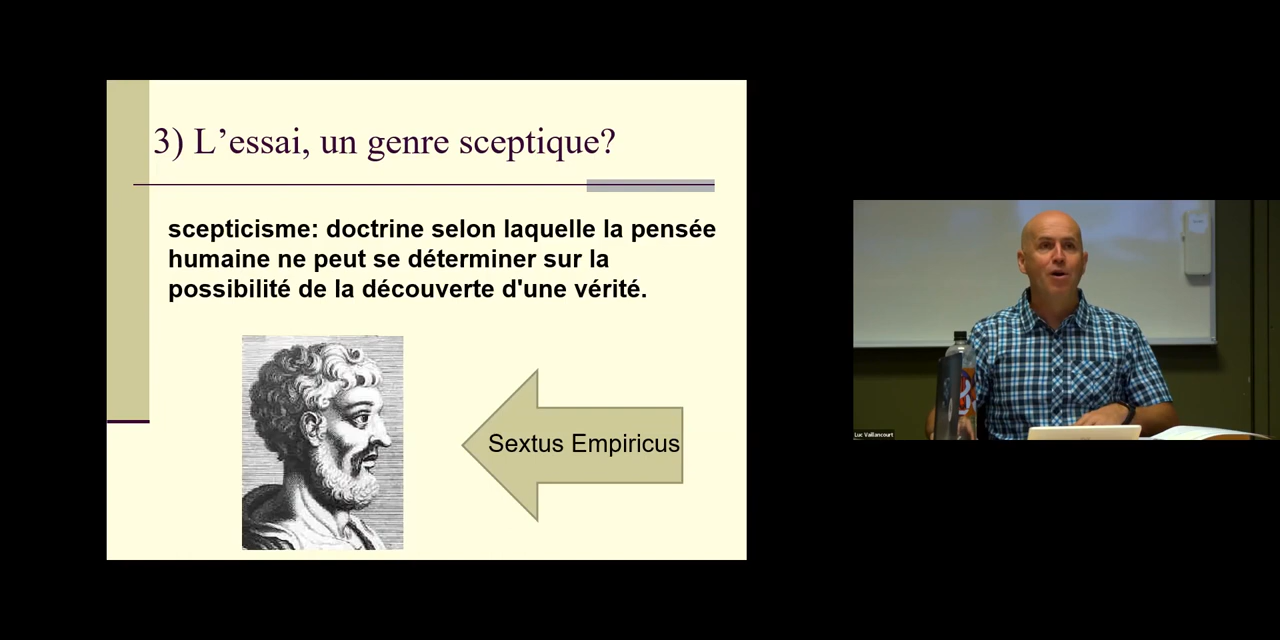 3) L'essai, un genre sceptique?
scepticisme: doctrine selon laquelle la pensée
humaine ne peut se déterminer sur la
possibilité de la découverte d'une vérité.
Sextus Empiricus
Luc Vaillancourt